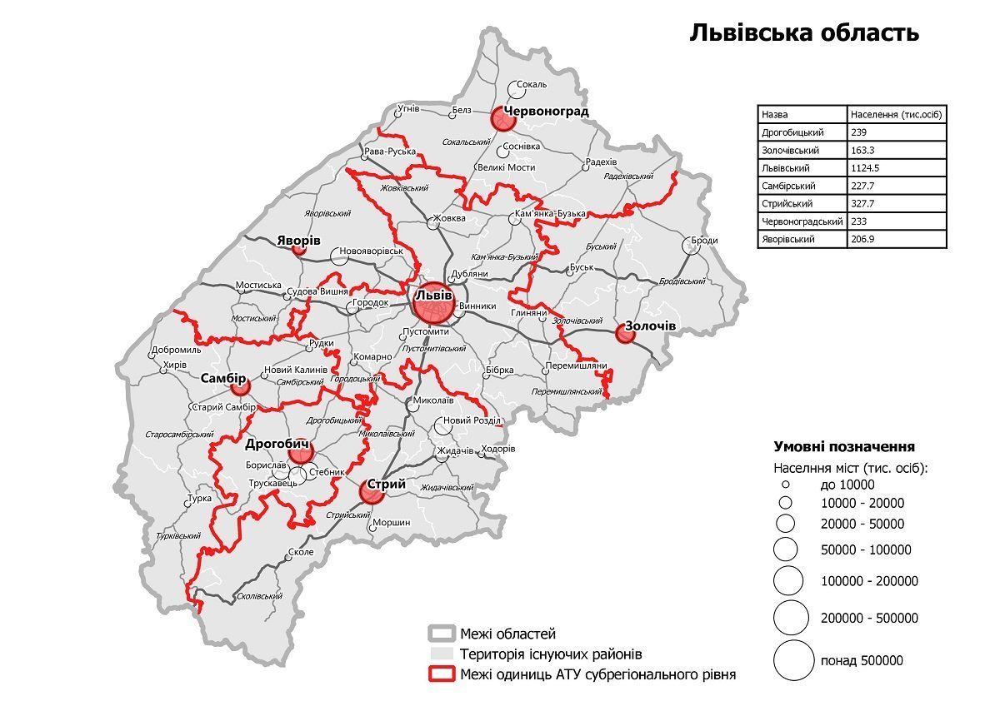 Львівська область
Назва Населення (тис.осіб)
Дрогобицький 239
Золочівський 163.3
Львівський 1124.5
Самбірський 227.7
Стрийський 327.7
Червоноградський 233
Яворівський 206.9
Сокаль
Угнів
Белз
Червоноград
Сокальський
Рава-Руська
Соснівка
Радехів
Великі Мости
Радехівський
Жовківський
Яворівський
Жовква
Кам'янка-Бузька
Яворів
Новояворівськ
Буський
Броди
Кам'янка-Бузький
Дубляни
Буськ
Бродівський
Мостиська
Судова Вишня
Львів
Городок
Винники
Глиняни
Мостиський
Золочівський
Золочів
Пустомити
Рудки
Пустомитівський
Добромиль
Комарно
Хирів
Новий Калинів
Бібрка
Перемишляни
Самбір
Самбірський
Городоцький
Перемишлянський
Старий Самбір
Миколаїв
Дрогобицький
Новий Розділ
Старосамбірський
Миколаївський
Дрогобич
Жидачів
Ходорів
Борислав
Стебник
Трускавець
Стрий
Жидачівський
Турка
Стрийський
Моршин
Турківський
Сколе
Сколівський
Умовні позначення
Населння міст (тис. осіб):
до 10000
10000 - 20000
20000 - 50000
50000 - 100000
100000 - 200000
200000 - 500000
понад 500000
Межі областей
Територія існуючих районів
Межі одиниць АТУ субрегіонального рівня